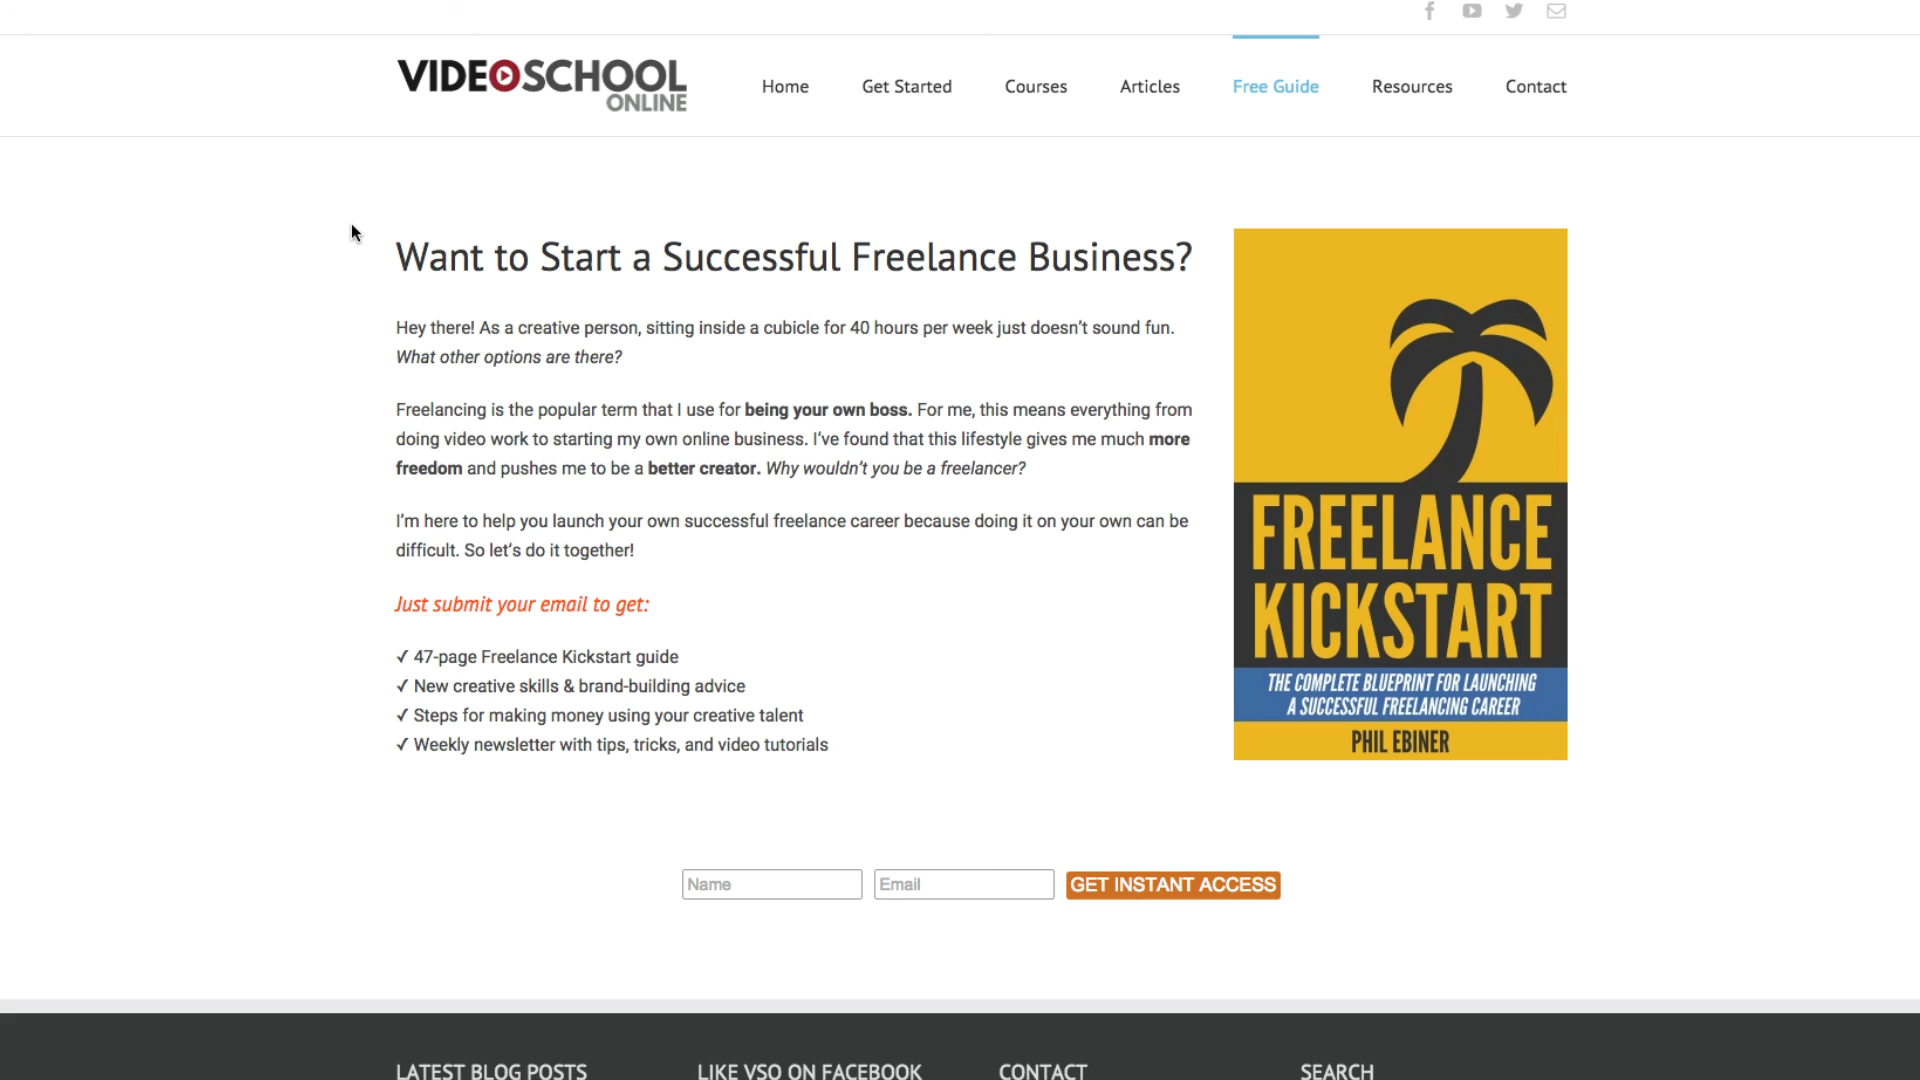 VIDEOSCHOOL
ONLINE
Home Get Started Courses Articles Free Guide Resources Contact
Want to Start a Successful Freelance Business?
Hey there! As a creative person, sitting inside a cubicle for 40 hours per week just doesn't sound fun.
What other options are there?
Freelancing is the popular term that I use for being your own boss. For me, this means everything from
doing video work to starting my own online business. I've found that this lifestyle gives me much more
freedom and pushes me to be a better creator. Why wouldn't you be a freelancer?
I'm here to help you launch your own successful freelance career because doing it on your own can be
difficult. So let's do it together!
Just submit your email to get:
✓ 47-page Freelance Kickstart guide
✓ New creative skills & brand-building advice
✓ Steps for making money using your creative talent
✓ Weekly newsletter with tips, tricks, and video tutorials
FREELANCE
KICKSTART
THE COMPLETE BLUEPRINT FOR LAUNCHING
A SUCCESSFUL FREELANCING CAREER
PHIL EBINER
Name Email GET INSTANT ACCESS
LATEST BLOG POSTS LIKE VSO ON FACEBOOK CONTACT SEARCH